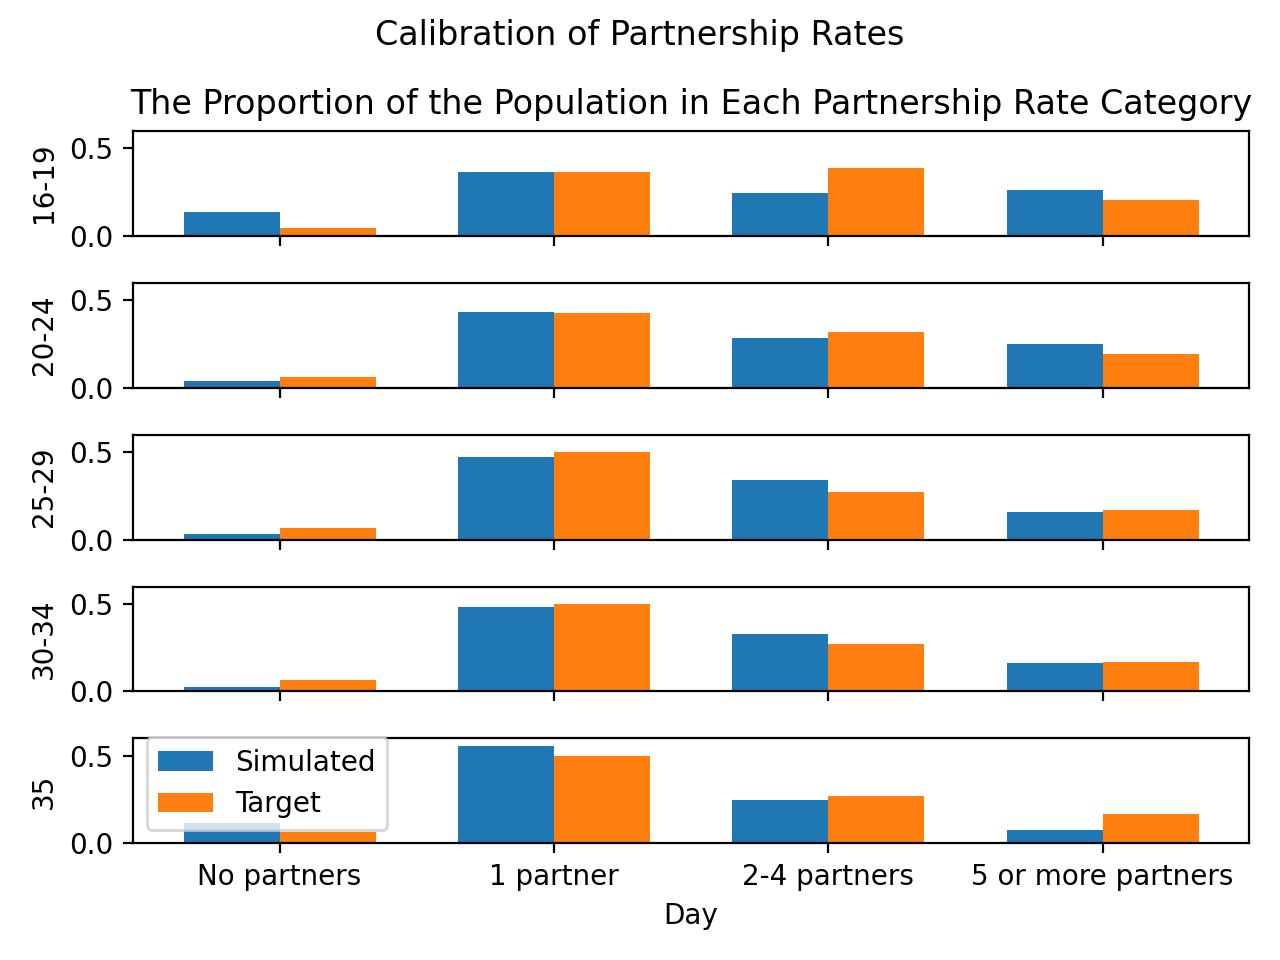 Calibration of Partnership Rates
The Proportion of the Population in Each Partnership Rate Category
16-19
0.5
0.0
20-24
0.5
0.0
25-29
0.5
0.0
30-34
0.5
0.0
35
0.5
0.0
Simulated
Target
No partners 1 partner 2-4 partners 5 or more partners
Day